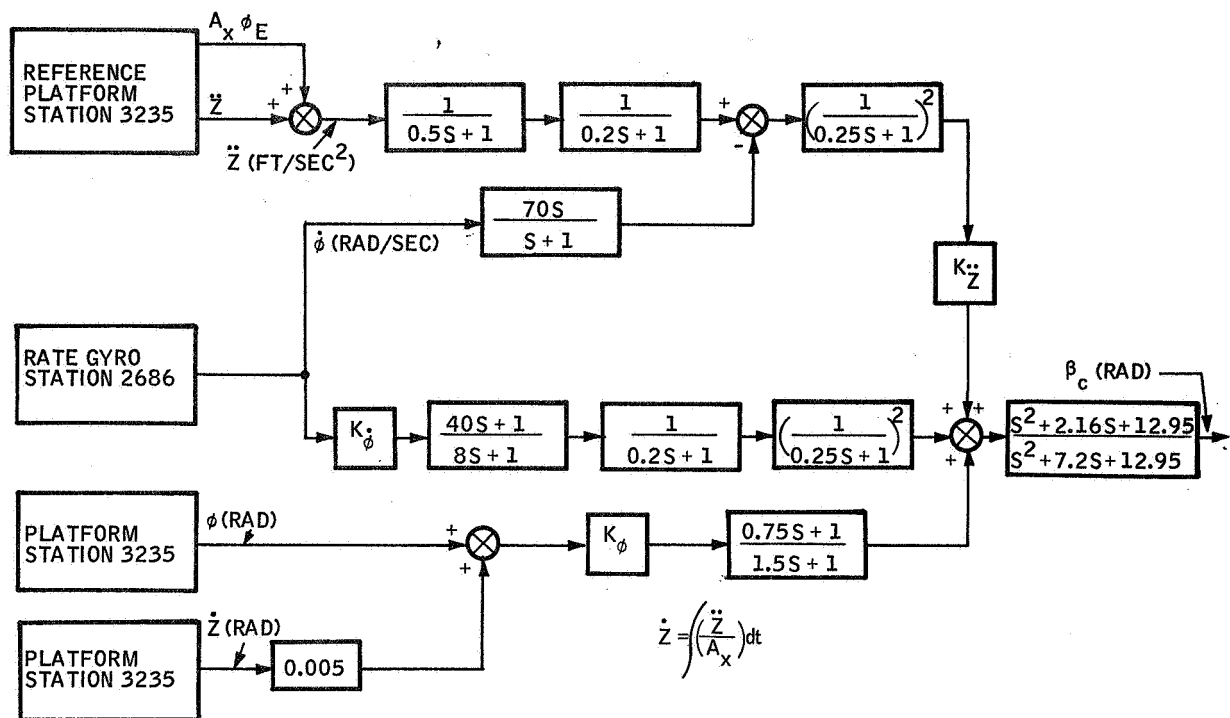 A_x φ_E
REFERENCE
PLATFORM
STATION 3235
Z̈
+
+
Z̈ (FT/SEC²)
1
0.5S + 1
1
0.2S + 1
+
-
(1
0.25S + 1)²
70S
S + 1
φ̇ (RAD/SEC)
K_Z̈
RATE GYRO
STATION 2686
K_φ̇
40S + 1
8S + 1
1
0.2S + 1
(1
0.25S + 1)²
+ +
+
+
β_c (RAD)
S² + 2.16S + 12.95
S² + 7.2S + 12.95
PLATFORM
STATION 3235
φ (RAD)
+
+
K_φ
0.75S + 1
1.5S + 1
PLATFORM
STATION 3235
Ż (RAD)
0.005
Ż = ∫(Z̈/A_x)dt